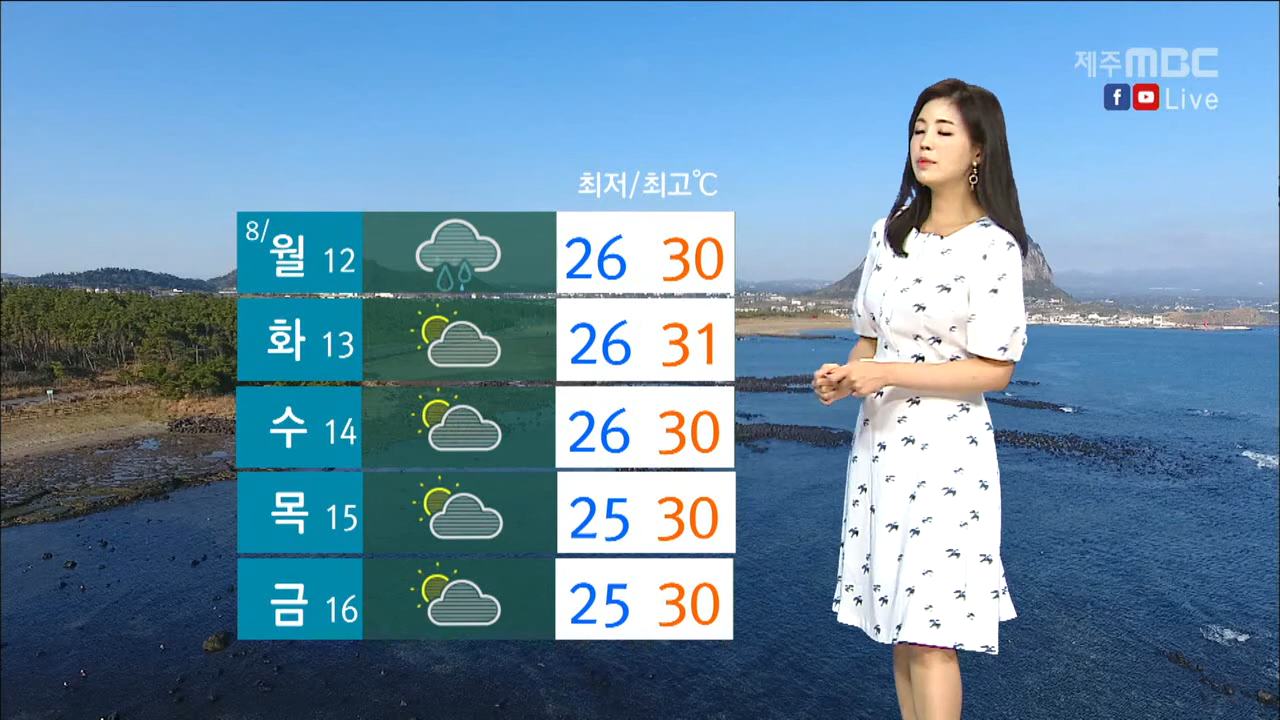 제주MBC
f Live
최저/최고℃
8/월 12 26 30
화 13 26 31
수 14 26 30
목 15 25 30
금 16 25 30